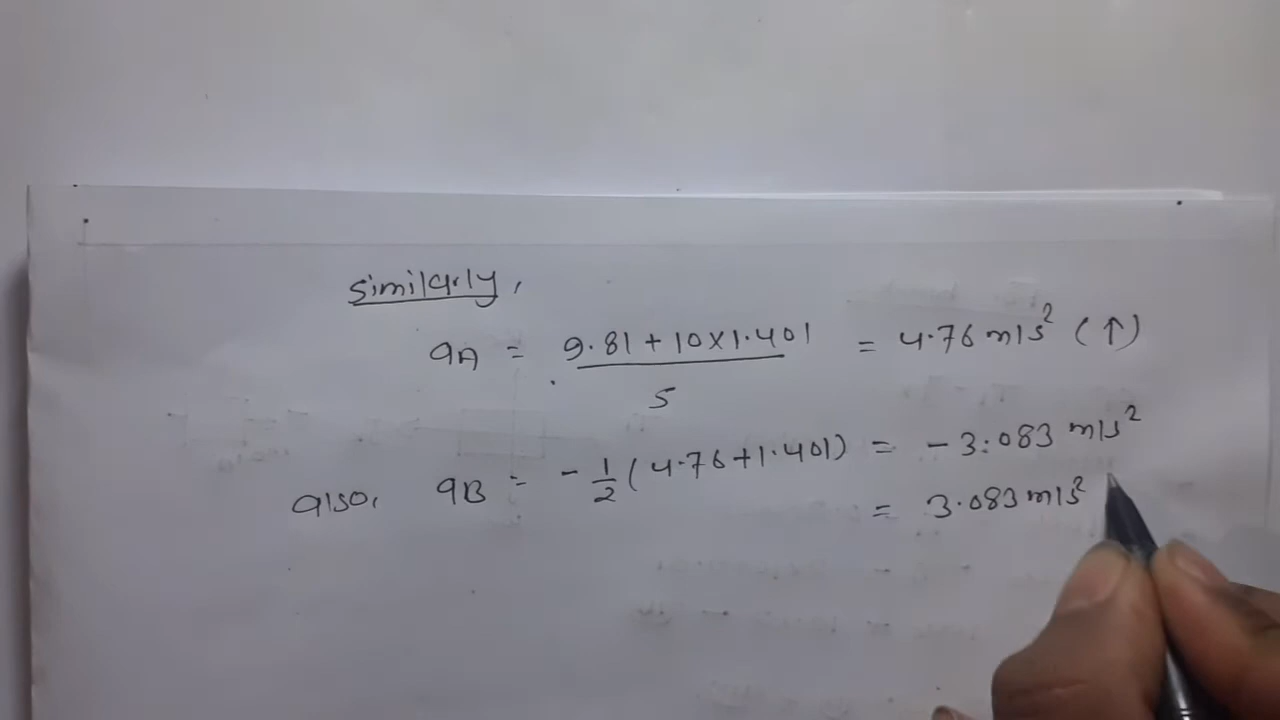 Similarly,
aA = 9.81 + 10×1.401 / 5 = 4.76 m/s² (↑)
also, aB = -1/2 (4.76+1.401) = -3.083 m/s²
= 3.083 m/s²